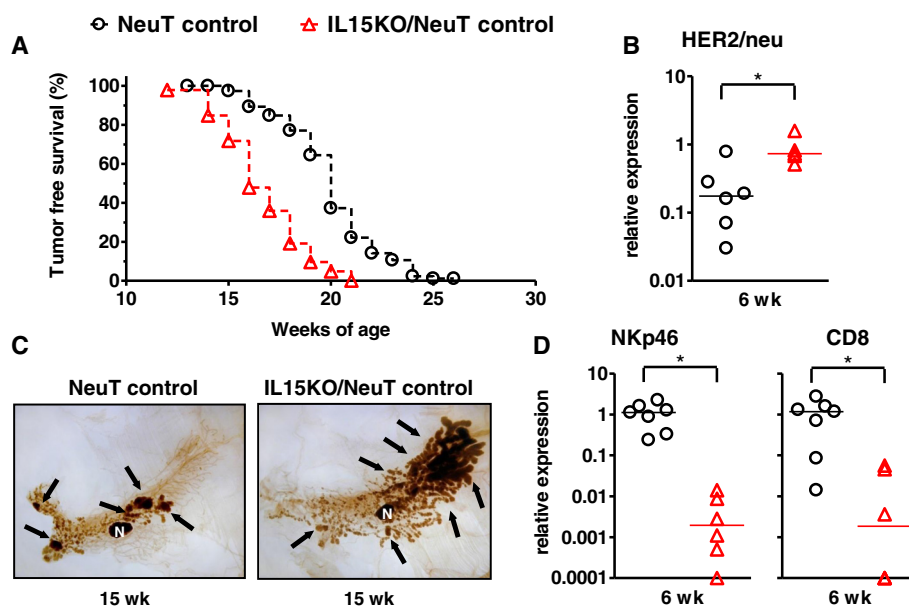 NeuT control IL15KO/NeuT control
A
Tumor free survival (%)
100
80
60
40
20
0
10 15 20 25 30
Weeks of age
B
HER2/neu
relative expression
10
1
0.1
0.01
*
6 wk
C
NeuT control IL15KO/NeuT control
N
N
15 wk 15 wk
D
NKp46 CD8
relative expression
10
1
0.1
0.01
0.001
0.0001
* *
6 wk 6 wk